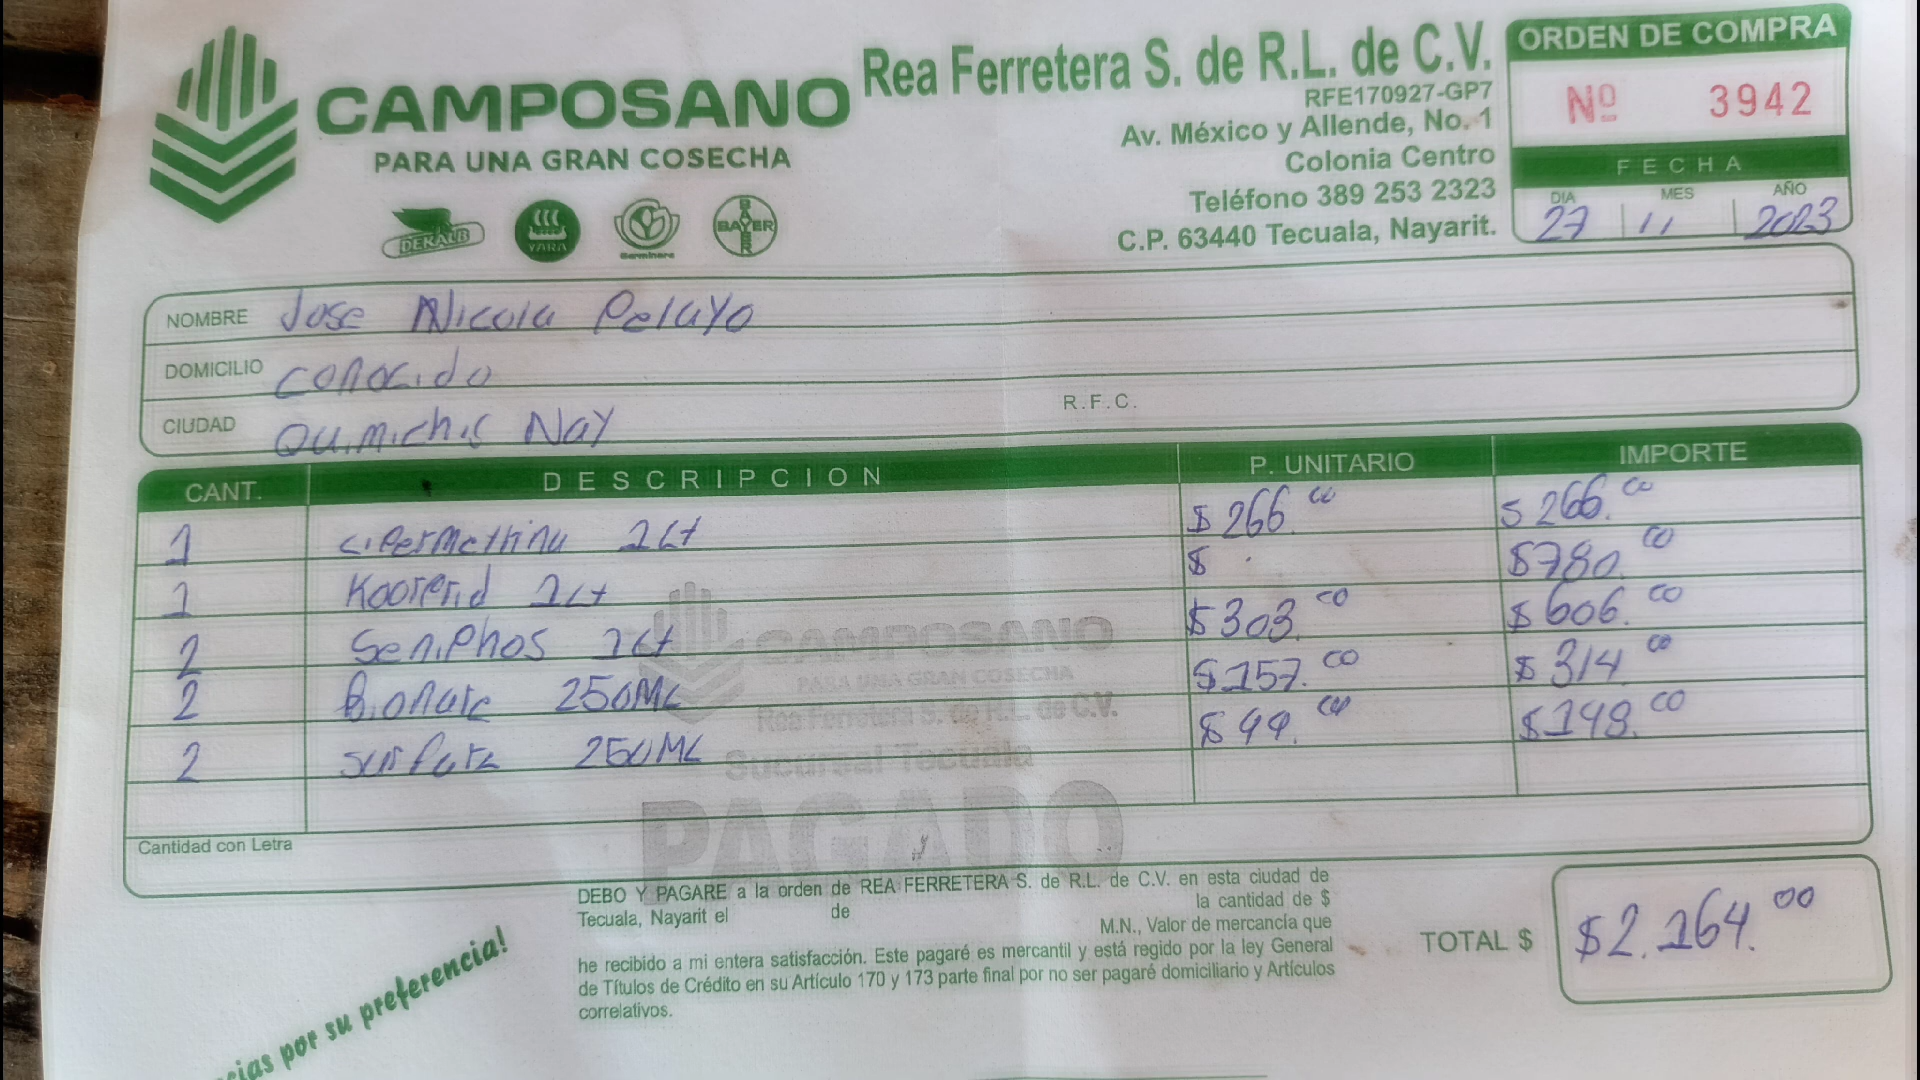 CAMPOSANO
PARA UNA GRAN COSECHA
DEKALB YARA Germinare BAYER
Rea Ferretera S. de R.L. de C.V.
RFE170927-GP7
Av. México y Allende, No. 1
Colonia Centro
Teléfono 389 253 2323
C.P. 63440 Tecuala, Nayarit.
ORDEN DE COMPRA
Nº 3942
FECHA
DIA MES AÑO
27 11 2023
NOMBRE Jose Nicola Pelayo
DOMICILIO conocido
CIUDAD Quimichis Nay R.F.C.
CANT. DESCRIPCION P. UNITARIO IMPORTE
1 cipermetrina 1Lt $266.00 $266.00
1 1Lt $ $780.00
2 Seniphos 1Lt $303.00 $606.00
2 250ML $157.00 $314.00
2 250ML $99.00 $198.00
CAMPOSANO
PARA UNA GRAN COSECHA
Rea Ferretera S. de R.L. de C.V.
Sucursal Tecuala
PAGADO
Cantidad con Letra
DEBO Y PAGARE a la orden de REA FERRETERA S. de R.L. de C.V. en esta ciudad de
Tecuala, Nayarit el de la cantidad de $
M.N., Valor de mercancía que
he recibido a mi entera satisfacción. Este pagaré es mercantil y está regido por la ley General
de Títulos de Crédito en su Artículo 170 y 173 parte final por no ser pagaré domiciliario y Artículos
correlativos.
TOTAL $ $2.164.00
cias por su preferencia!